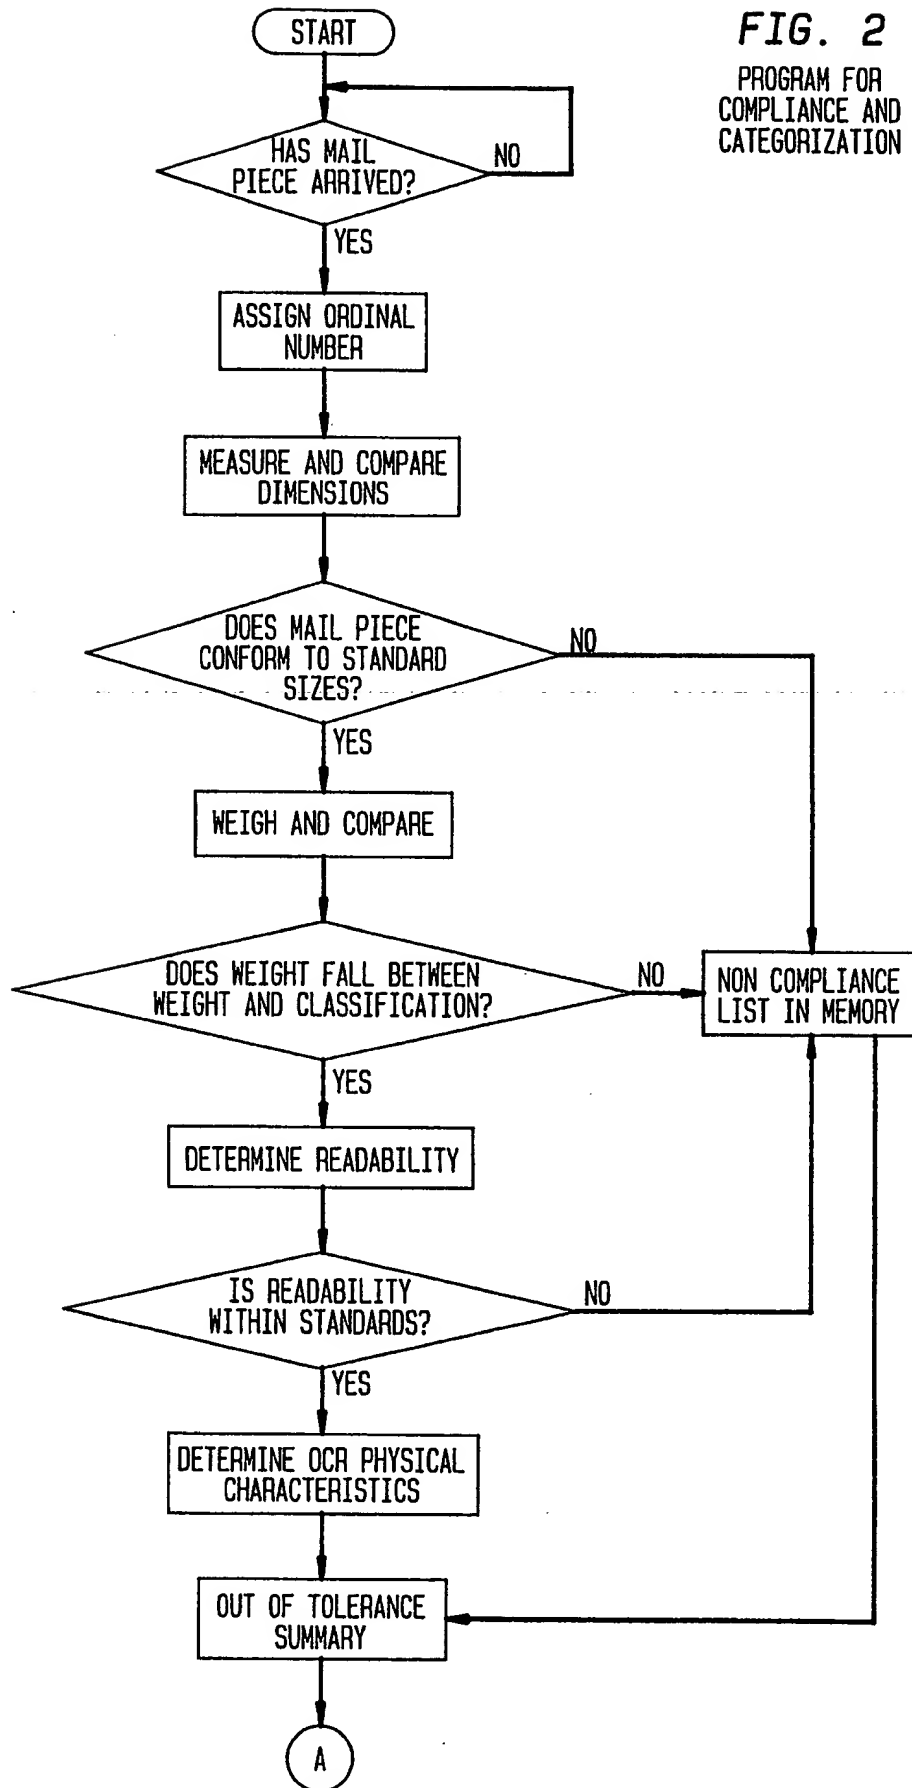 START
FIG. 2
PROGRAM FOR
COMPLIANCE AND
CATEGORIZATION
HAS MAIL
PIECE ARRIVED?
NO
YES
ASSIGN ORDINAL
NUMBER
MEASURE AND COMPARE
DIMENSIONS
DOES MAIL PIECE
CONFORM TO STANDARD
SIZES?
NO
YES
WEIGH AND COMPARE
DOES WEIGHT FALL BETWEEN
WEIGHT AND CLASSIFICATION?
NO
NON COMPLIANCE
LIST IN MEMORY
YES
DETERMINE READABILITY
IS READABILITY
WITHIN STANDARDS?
NO
YES
DETERMINE OCR PHYSICAL
CHARACTERISTICS
OUT OF TOLERANCE
SUMMARY
A